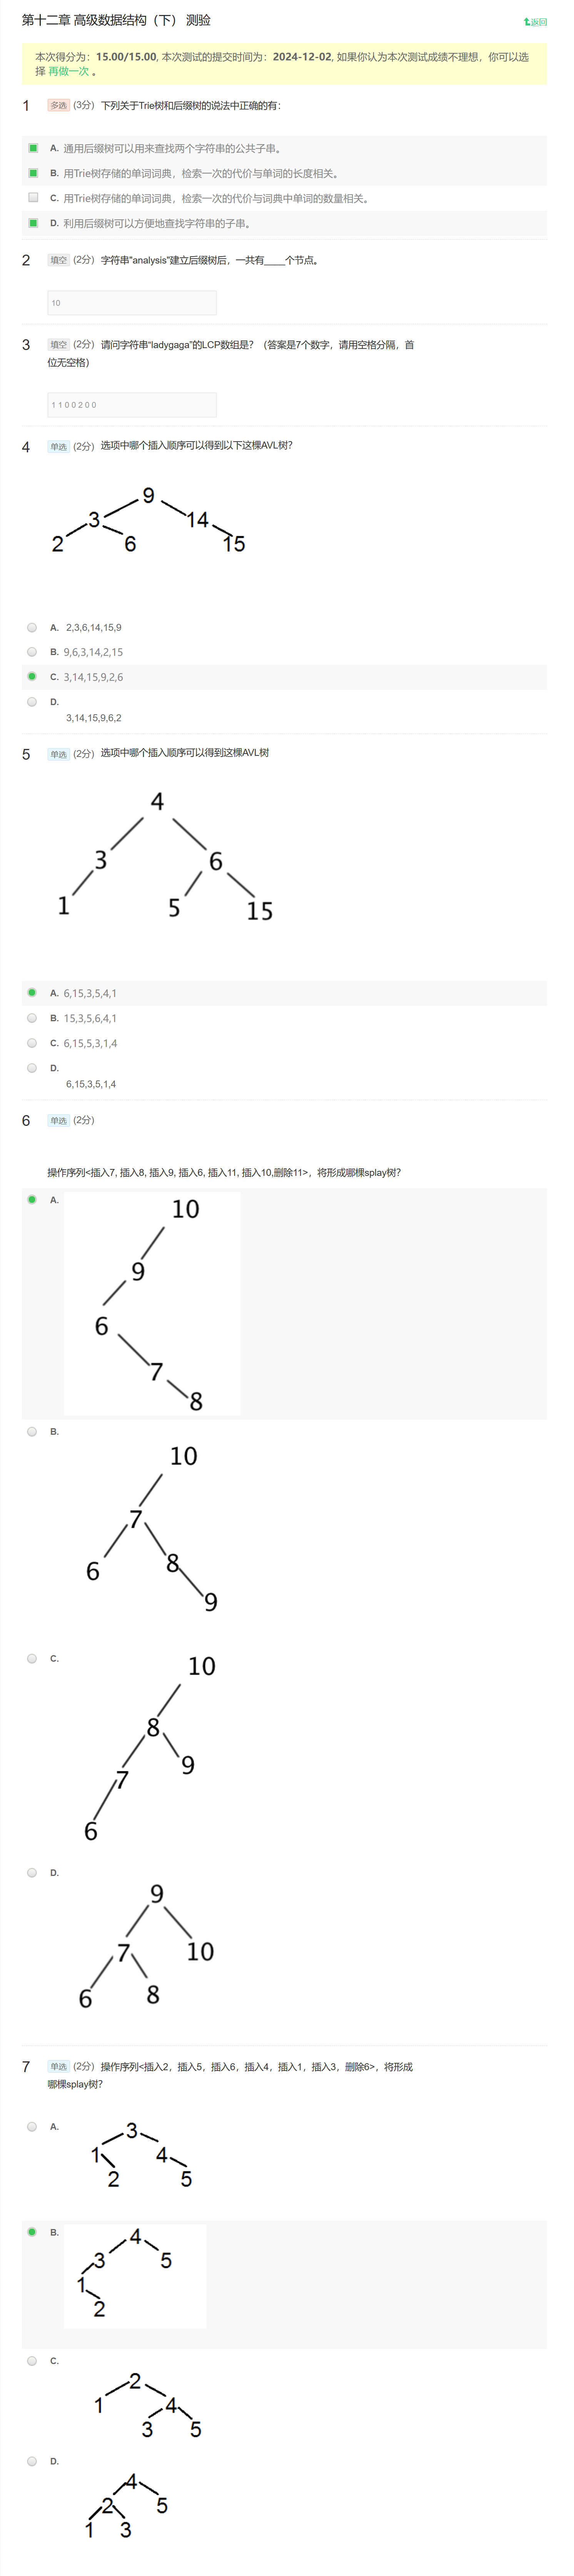 第十二章 高级数据结构（下） 测验
返回
本次得分为：15.00/15.00, 本次测试的提交时间为：2024-12-02, 如果你认为本次测试成绩不理想，你可以选
择 再做一次 。
1 多选 (3分) 下列关于Trie树和后缀树的说法中正确的有：
A. 通用后缀树可以用来查找两个字符串的公共子串。
B. 用Trie树存储的单词词典，检索一次的代价与单词的长度相关。
C. 用Trie树存储的单词词典，检索一次的代价与词典中单词的数量相关。
D. 利用后缀树可以方便地查找字符串的子串。
2 填空 (2分) 字符串"analysis"建立后缀树后，一共有____个节点。
10
3 填空 (2分) 请问字符串“ladygaga”的LCP数组是？（答案是7个数字，请用空格分隔，首
位无空格）
1 1 0 0 2 0 0
4 单选 (2分) 选项中哪个插入顺序可以得到以下这棵AVL树？
9
3 14
2 6 15
A. 2,3,6,14,15,9
B. 9,6,3,14,2,15
C. 3,14,15,9,2,6
D.
3,14,15,9,6,2
5 单选 (2分) 选项中哪个插入顺序可以得到这棵AVL树
4
3 6
1 5 15
A. 6,15,3,5,4,1
B. 15,3,5,6,4,1
C. 6,15,5,3,1,4
D.
6,15,3,5,1,4
6 单选 (2分)
操作序列<插入7, 插入8, 插入9, 插入6, 插入11, 插入10,删除11>，将形成哪棵splay树？
A.
10
9
6
7
8
B.
10
7
6 8
9
C.
10
8
9
7
6
D.
9
7 10
6 8
7 单选 (2分) 操作序列<插入2，插入5，插入6，插入4，插入1，插入3，删除6>，将形成
哪棵splay树？
A.
3
1 4
2 5
B.
4
3 5
1
2
C.
2
1 4
3 5
D.
4
2 5
1 3